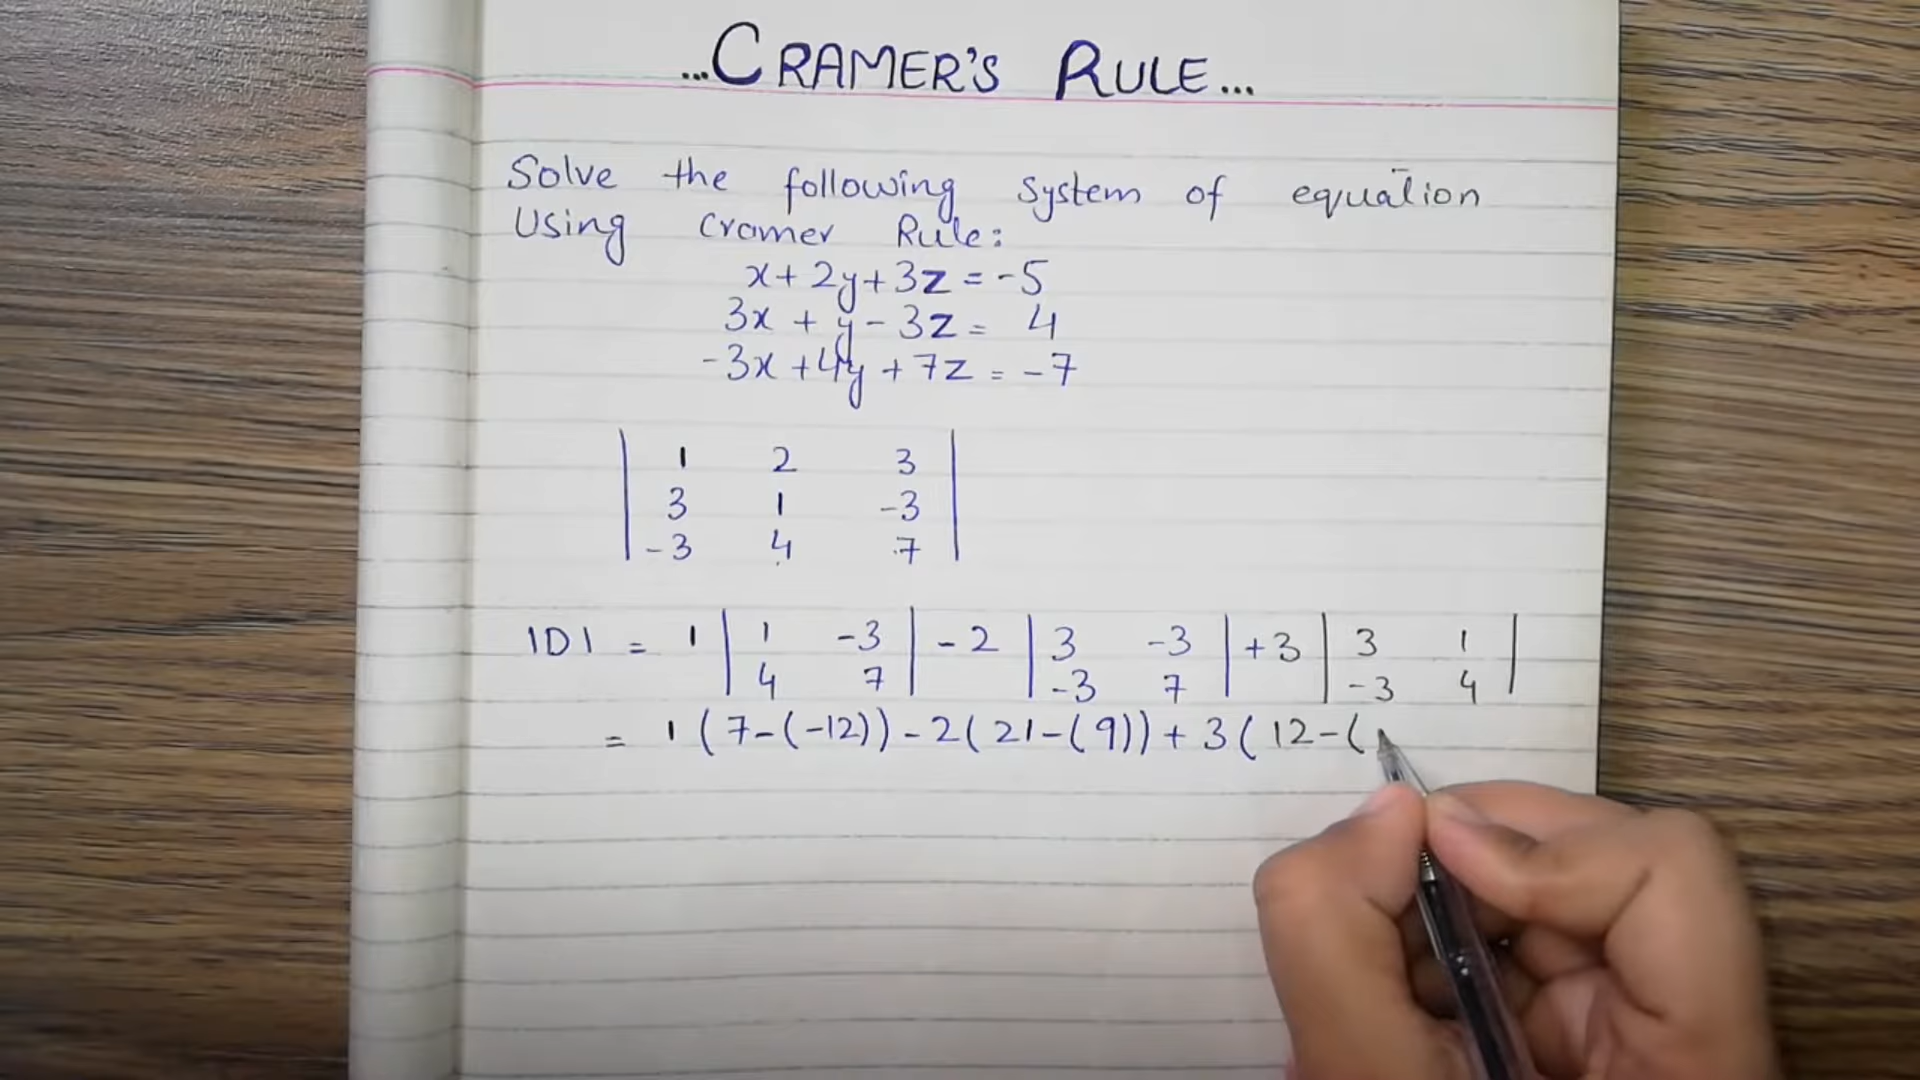 ...CRAMER'S RULE...
Solve the following system of equation
Using Cramer Rule:
x + 2y + 3z = -5
3x + y - 3z = 4
-3x + 4y + 7z = -7
| 1 2 3 |
| 3 1 -3 |
| -3 4 7 |
|D| = 1 | 1 -3 | - 2 | 3 -3 | + 3 | 3 1 |
| 4 7 | | -3 7 | | -3 4 |
= 1 ( 7 - (-12)) - 2 ( 21 - (9)) + 3 ( 12 - (